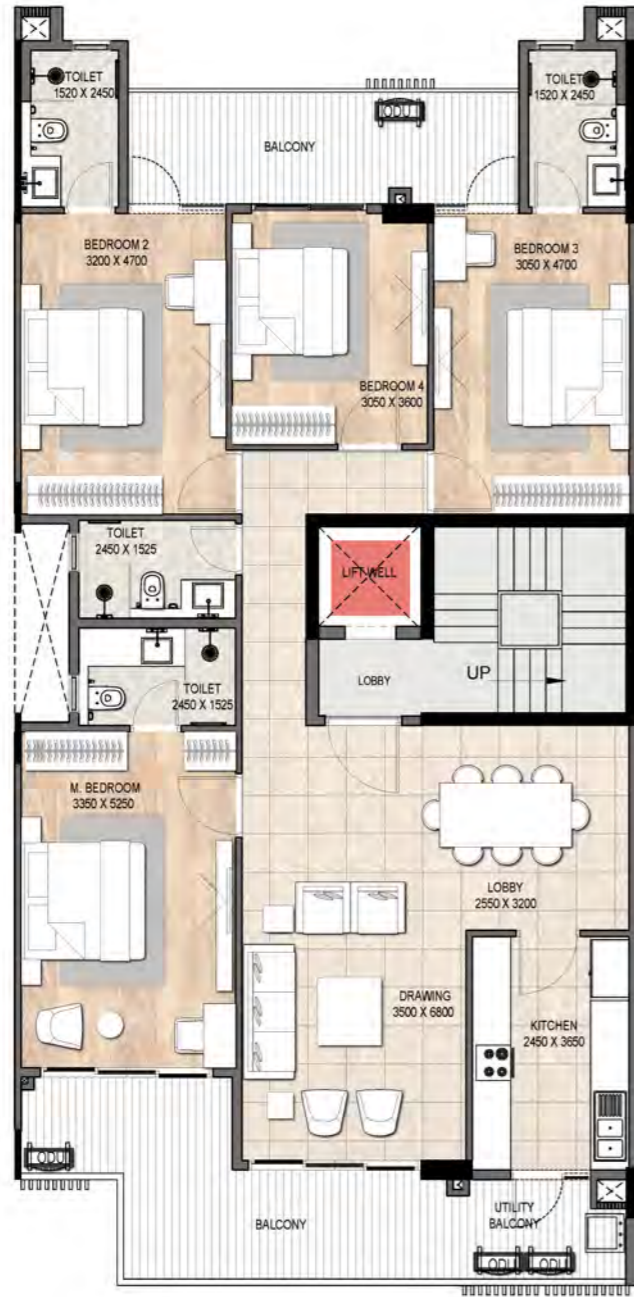 TOILET
1520 X 2450
TOILET
1520 X 2450
ODU
BALCONY
BEDROOM 2
3200 X 4700
BEDROOM 3
3050 X 4700
BEDROOM 4
3050 X 3600
TOILET
2450 X 1525
LIFT WELL
TOILET
2450 X 1525
LOBBY
UP
M. BEDROOM
3350 X 5250
LOBBY
2550 X 3200
DRAWING
3500 X 6800
KITCHEN
2450 X 3650
ODU
BALCONY
UTILITY
BALCONY
ODU
ODU